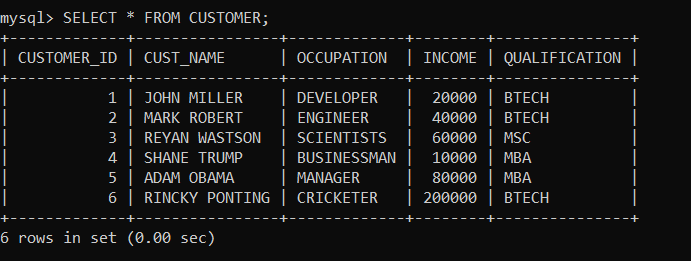 mysql> SELECT * FROM CUSTOMER;
+-------------+----------------+-------------+--------+---------------+
| CUSTOMER_ID | CUST_NAME      | OCCUPATION  | INCOME | QUALIFICATION |
+-------------+----------------+-------------+--------+---------------+
|           1 | JOHN MILLER    | DEVELOPER   |  20000 | BTECH         |
|           2 | MARK ROBERT    | ENGINEER    |  40000 | BTECH         |
|           3 | REYAN WASTSON  | SCIENTISTS  |  60000 | MSC           |
|           4 | SHANE TRUMP    | BUSINESSMAN |  10000 | MBA           |
|           5 | ADAM OBAMA     | MANAGER     |  80000 | MBA           |
|           6 | RINCKY PONTING | CRICKETER   | 200000 | BTECH         |
+-------------+----------------+-------------+--------+---------------+
6 rows in set (0.00 sec)